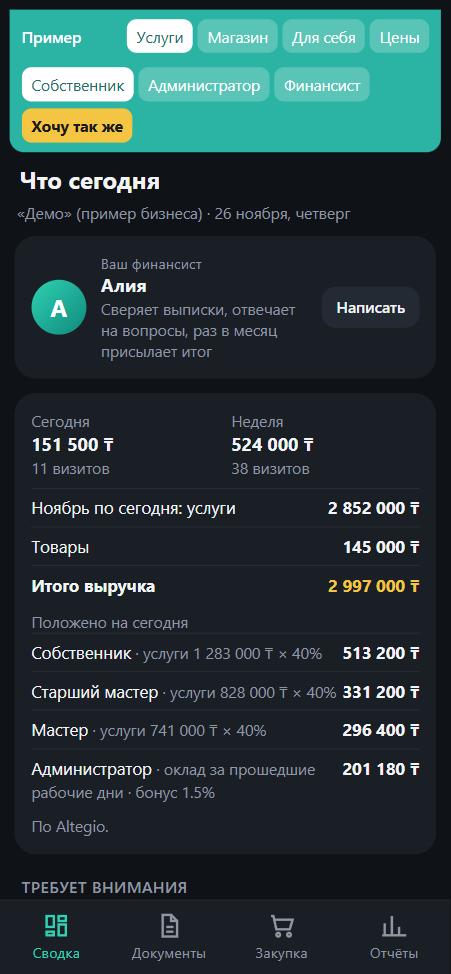 Пример Услуги Магазин Для себя Цены
Собственник Администратор Финансист
Хочу так же
Что сегодня
«Демо» (пример бизнеса) · 26 ноября, четверг
Ваш финансист
А
Алия
Сверяет выписки, отвечает
на вопросы, раз в месяц
присылает итог
Написать
Сегодня Неделя
151 500 ₸ 524 000 ₸
11 визитов 38 визитов
Ноябрь по сегодня: услуги 2 852 000 ₸
Товары 145 000 ₸
Итого выручка 2 997 000 ₸
Положено на сегодня
Собственник · услуги 1 283 000 ₸ × 40% 513 200 ₸
Старший мастер · услуги 828 000 ₸ × 40% 331 200 ₸
Мастер · услуги 741 000 ₸ × 40% 296 400 ₸
Администратор · оклад за прошедшие 201 180 ₸
рабочие дни · бонус 1.5%
По Altegio.
ТРЕБУЕТ ВНИМАНИЯ
Сводка Документы Закупка Отчёты